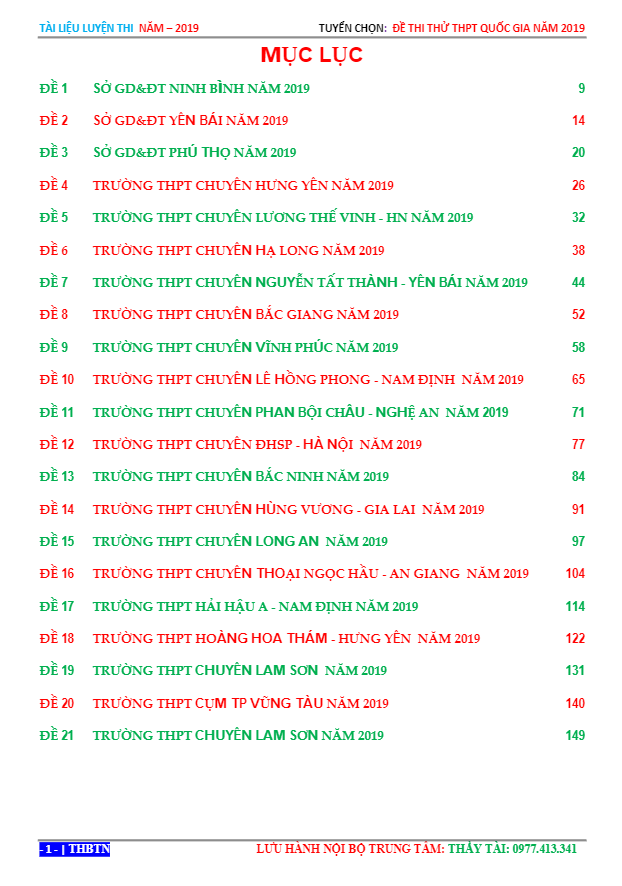 TÀI LIỆU LUYỆN THI NĂM – 2019 TUYỂN CHỌN: ĐỀ THI THỬ THPT QUỐC GIA NĂM 2019
MỤC LỤC
ĐỀ 1 SỞ GD&ĐT NINH BÌNH NĂM 2019 9
ĐỀ 2 SỞ GD&ĐT YÊN BÁI NĂM 2019 14
ĐỀ 3 SỞ GD&ĐT PHÚ THỌ NĂM 2019 20
ĐỀ 4 TRƯỜNG THPT CHUYÊN HƯNG YÊN NĂM 2019 26
ĐỀ 5 TRƯỜNG THPT CHUYÊN LƯƠNG THẾ VINH - HN NĂM 2019 32
ĐỀ 6 TRƯỜNG THPT CHUYÊN HẠ LONG NĂM 2019 38
ĐỀ 7 TRƯỜNG THPT CHUYÊN NGUYỄN TẤT THÀNH - YÊN BÁI NĂM 2019 44
ĐỀ 8 TRƯỜNG THPT CHUYÊN BẮC GIANG NĂM 2019 52
ĐỀ 9 TRƯỜNG THPT CHUYÊN VĨNH PHÚC NĂM 2019 58
ĐỀ 10 TRƯỜNG THPT CHUYÊN LÊ HỒNG PHONG - NAM ĐỊNH NĂM 2019 65
ĐỀ 11 TRƯỜNG THPT CHUYÊN PHAN BỘI CHÂU - NGHỆ AN NĂM 2019 71
ĐỀ 12 TRƯỜNG THPT CHUYÊN ĐHSP - HÀ NỘI NĂM 2019 77
ĐỀ 13 TRƯỜNG THPT CHUYÊN BẮC NINH NĂM 2019 84
ĐỀ 14 TRƯỜNG THPT CHUYÊN HÙNG VƯƠNG - GIA LAI NĂM 2019 91
ĐỀ 15 TRƯỜNG THPT CHUYÊN LONG AN NĂM 2019 97
ĐỀ 16 TRƯỜNG THPT CHUYÊN THOẠI NGỌC HẦU - AN GIANG NĂM 2019 104
ĐỀ 17 TRƯỜNG THPT HẢI HẬU A - NAM ĐỊNH NĂM 2019 114
ĐỀ 18 TRƯỜNG THPT HOÀNG HOA THÁM - HƯNG YÊN NĂM 2019 122
ĐỀ 19 TRƯỜNG THPT CHUYÊN LAM SƠN NĂM 2019 131
ĐỀ 20 TRƯỜNG THPT CỤM TP VŨNG TÀU NĂM 2019 140
ĐỀ 21 TRƯỜNG THPT CHUYÊN LAM SƠN NĂM 2019 149
- 1 - | THBTN LƯU HÀNH NỘI BỘ TRUNG TÂM: THẦY TÀI: 0977.413.341